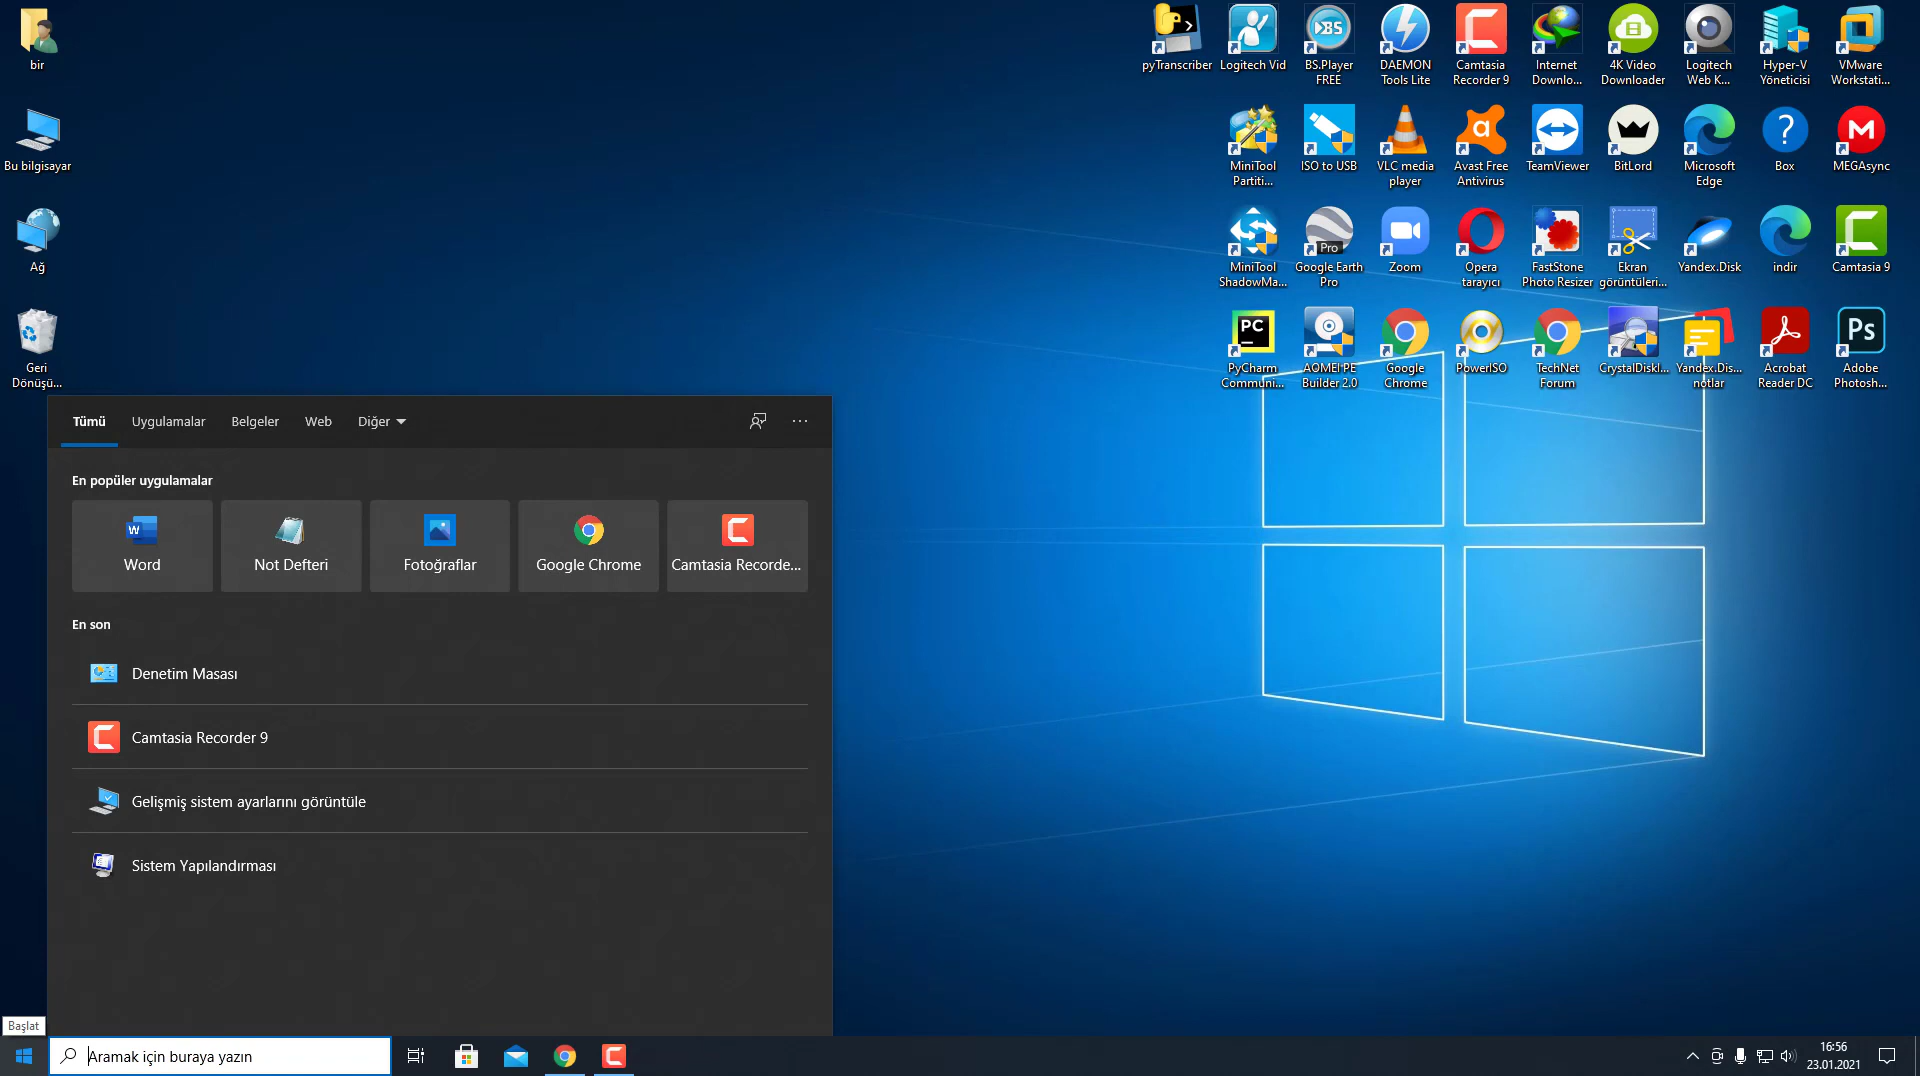 bir
Bu bilgisayar
Ağ
Geri
Dönüşü...
pyTranscriber
Logitech Vid
BS.Player
FREE
DAEMON
Tools Lite
Camtasia
Recorder 9
Internet
Downlo...
4K Video
Downloader
Logitech
Web K...
Hyper-V
Yöneticisi
VMware
Workstati...
MiniTool
Partiti...
ISO to USB
VLC media
player
Avast Free
Antivirus
TeamViewer
BitLord
Microsoft
Edge
Box
MEGAsync
MiniTool
ShadowMa...
Google Earth
Pro
Zoom
Opera
tarayıcı
FastStone
Photo Resizer
Ekran
görüntüleri...
Yandex.Disk
indir
Camtasia 9
PyCharm
Communi...
AOMEI PE
Builder 2.0
Google
Chrome
PowerISO
TechNet
Forum
CrystalDiskI...
Yandex.Dis...
notlar
Acrobat
Reader DC
Adobe
Photosh...
Tümü
Uygulamalar
Belgeler
Web
Diğer
En popüler uygulamalar
Word
Not Defteri
Fotoğraflar
Google Chrome
Camtasia Recorde...
En son
Denetim Masası
Camtasia Recorder 9
Gelişmiş sistem ayarlarını görüntüle
Sistem Yapılandırması
Başlat
Aramak için buraya yazın
16:56
23.01.2021